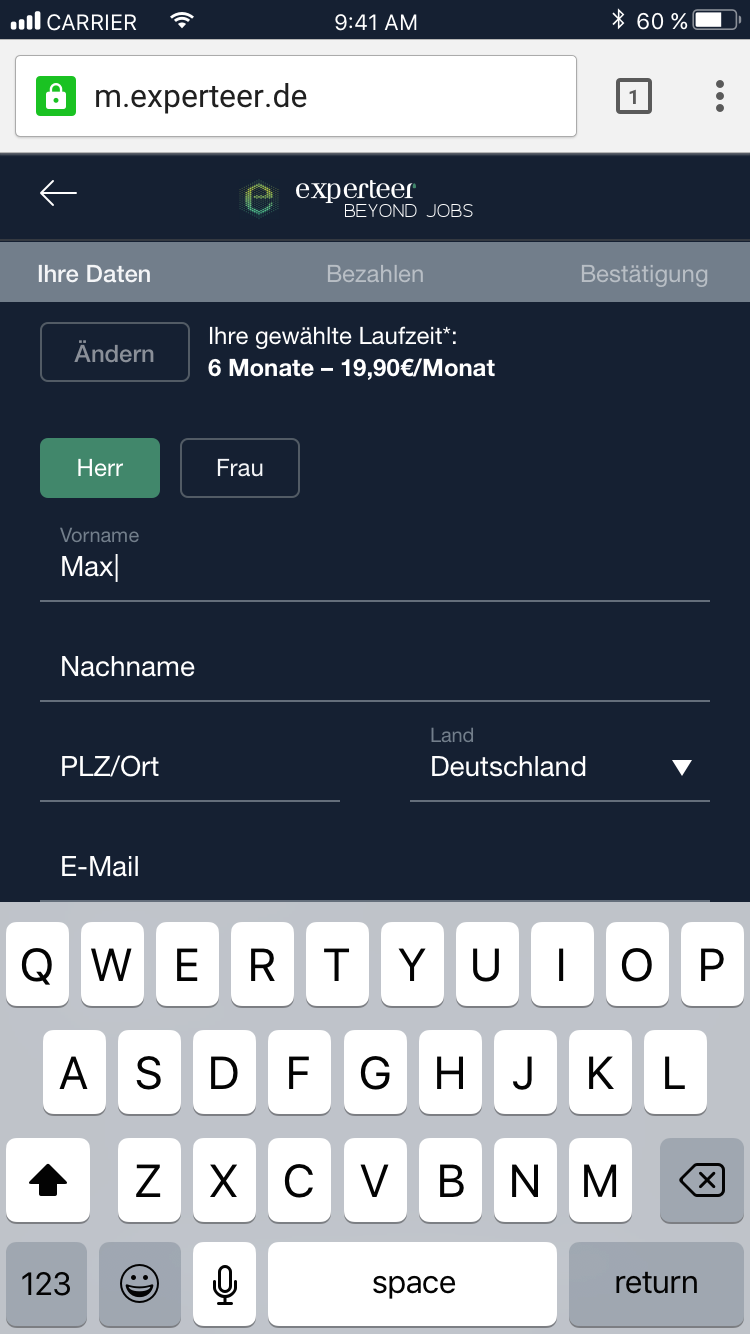 CARRIER 9:41 AM 60 %
m.experteer.de 1
experteer
BEYOND JOBS
Ihre Daten Bezahlen Bestätigung
Ändern
Ihre gewählte Laufzeit*:
6 Monate – 19,90€/Monat
Herr Frau
Vorname
Max
Nachname
Land
PLZ/Ort Deutschland
E-Mail
Q W E R T Y U I O P
A S D F G H J K L
Z X C V B N M
123 space return